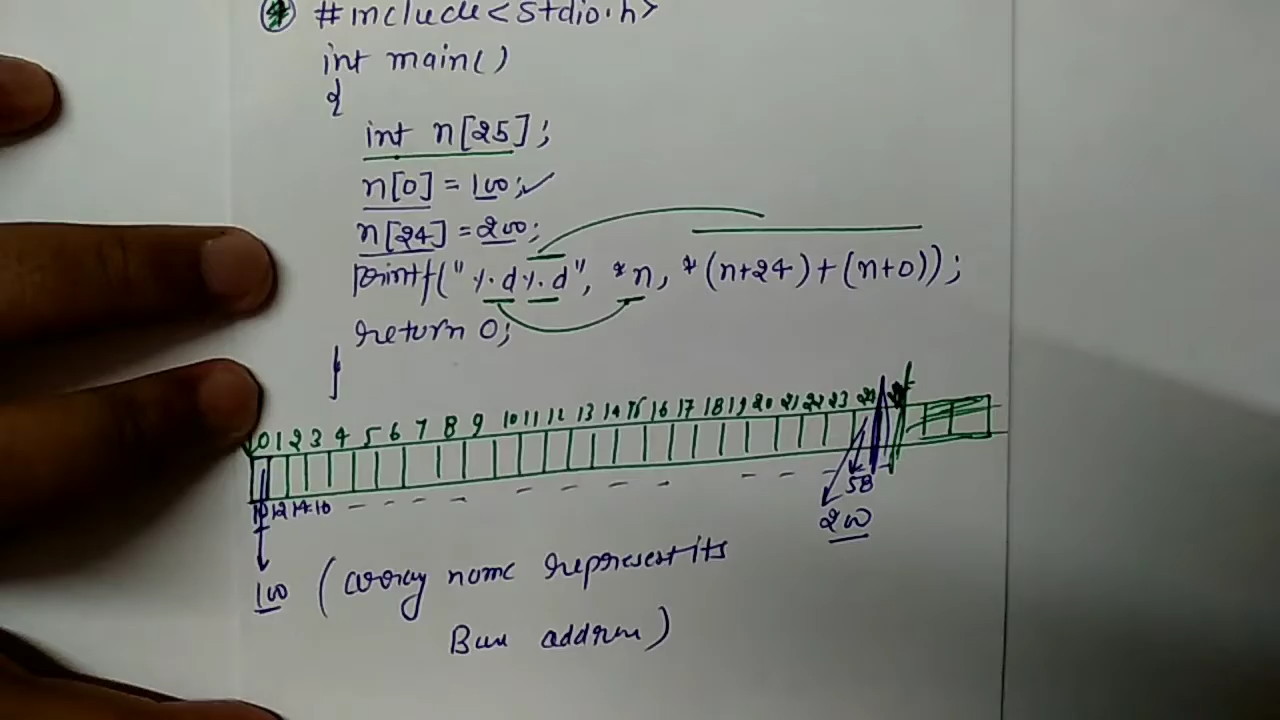 ④ #include<stdio.h>
int main()
{
int n[25];
n[0] = 100;
n[24] = 200;
printf("%d%d", *n, *(n+24)+(n+0));
return 0;
}
0 1 2 3 4 5 6 7 8 9 10 11 12 13 14 15 16 17 18 19 20 21 22 23 24
10 12 14 16
58
200
100 (array name represent its
Base address)